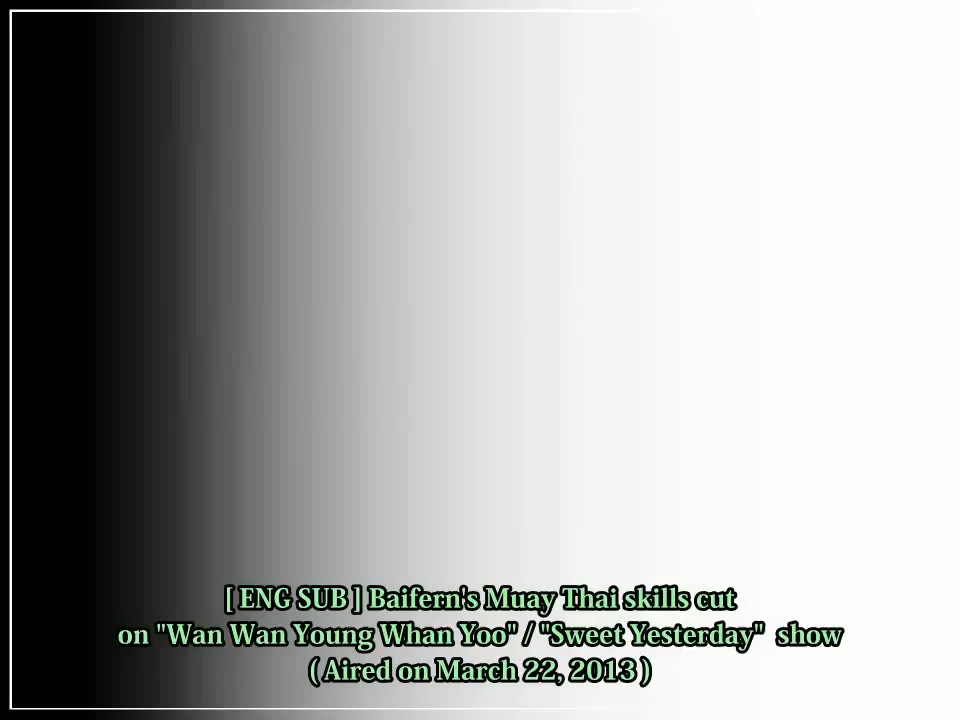 [ ENG SUB ] Baifern's Muay Thai skills cut
on "Wan Wan Young Whan Yoo" / "Sweet Yesterday" show
( Aired on March 22, 2013 )